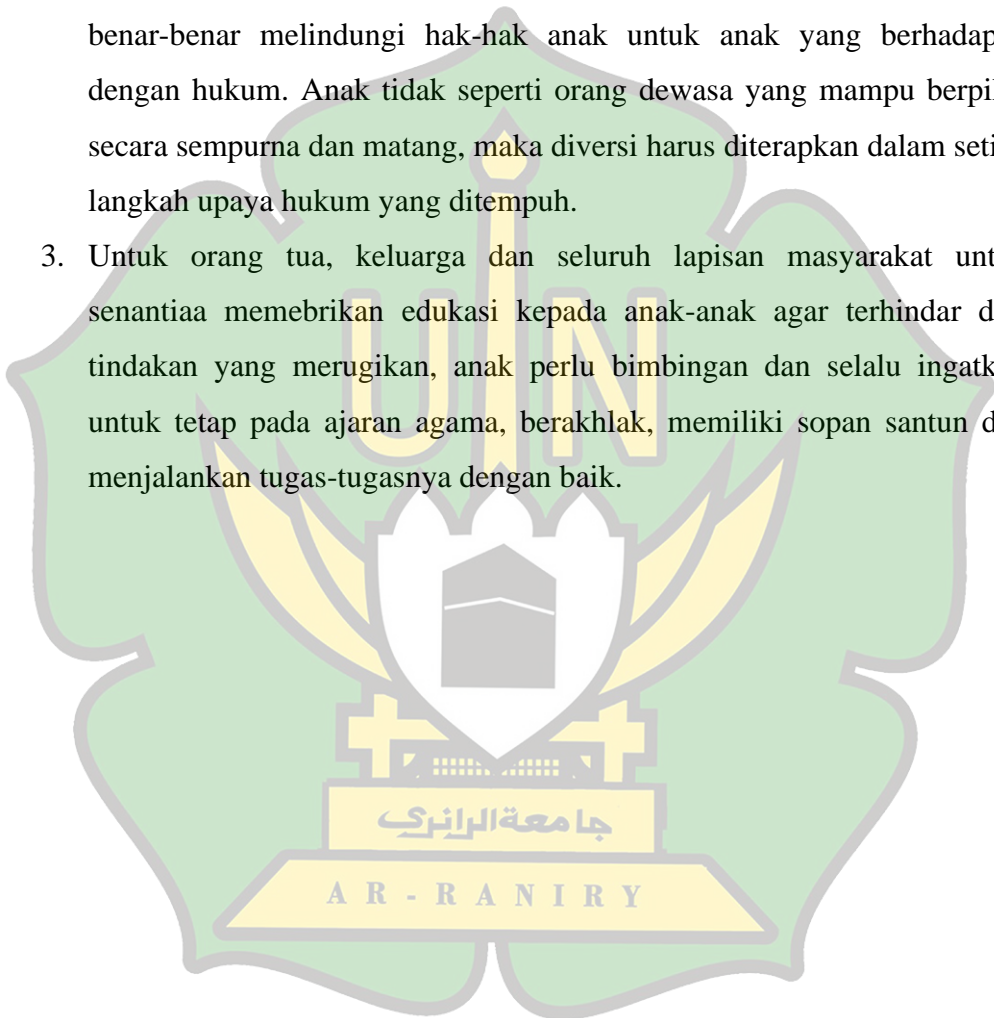 benar-benar melindungi hak-hak anak untuk anak yang berhadap
dengan hukum. Anak tidak seperti orang dewasa yang mampu berpi
secara sempurna dan matang, maka diversi harus diterapkan dalam seti
langkah upaya hukum yang ditempuh.
3. Untuk orang tua, keluarga dan seluruh lapisan masyarakat unt
senantiaa memebrikan edukasi kepada anak-anak agar terhindar d
tindakan yang merugikan, anak perlu bimbingan dan selalu ingatk
untuk tetap pada ajaran agama, berakhlak, memiliki sopan santun d
menjalankan tugas-tugasnya dengan baik.
UIN
جامعة الرانري
AR-RANIRY